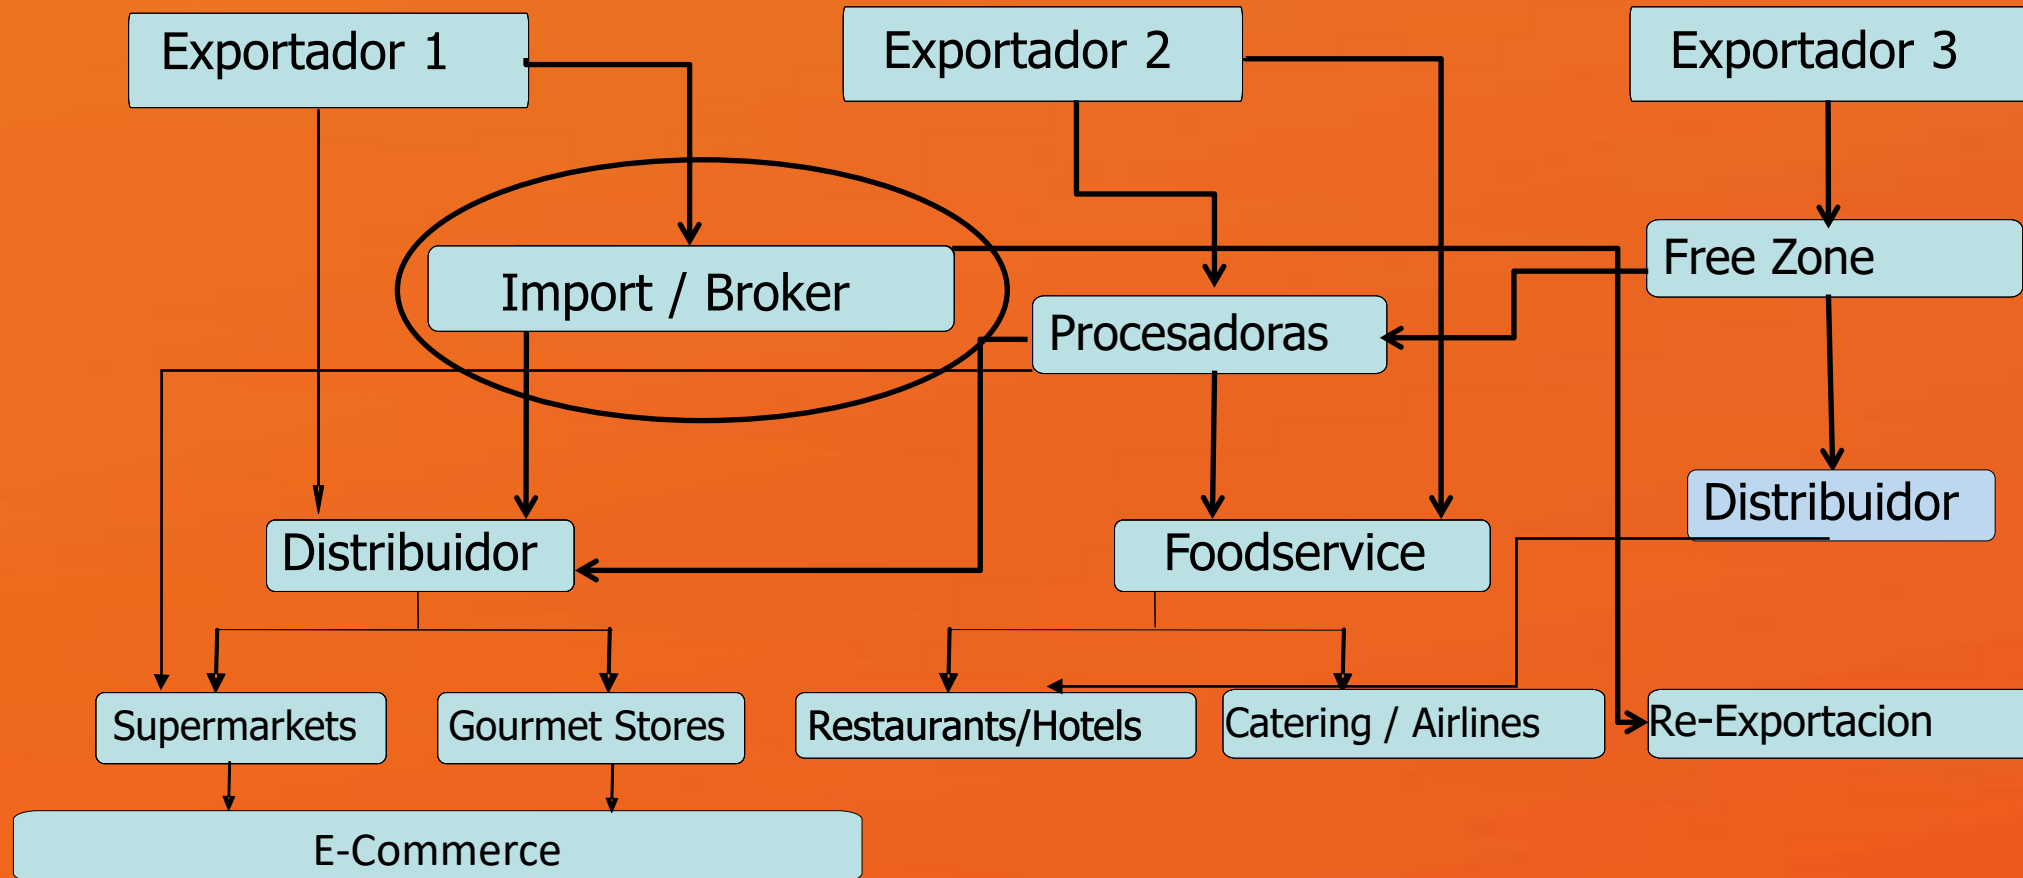 Exportador 1
Exportador 2
Exportador 3
Import / Broker
Free Zone
Procesadoras
Distribuidor
Distribuidor
Foodservice
Supermarkets
Gourmet Stores
Restaurants/Hotels
Catering / Airlines
Re-Exportacion
E-Commerce